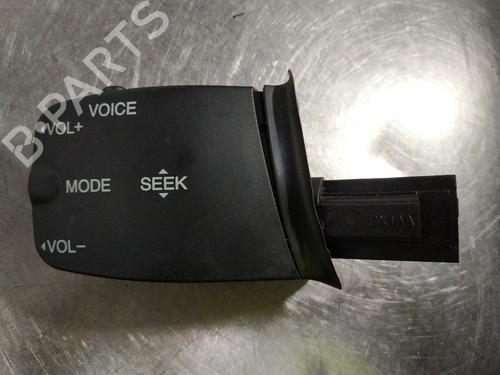 B-PARTS
VOICE
VOL+
MODE SEEK
VOL-